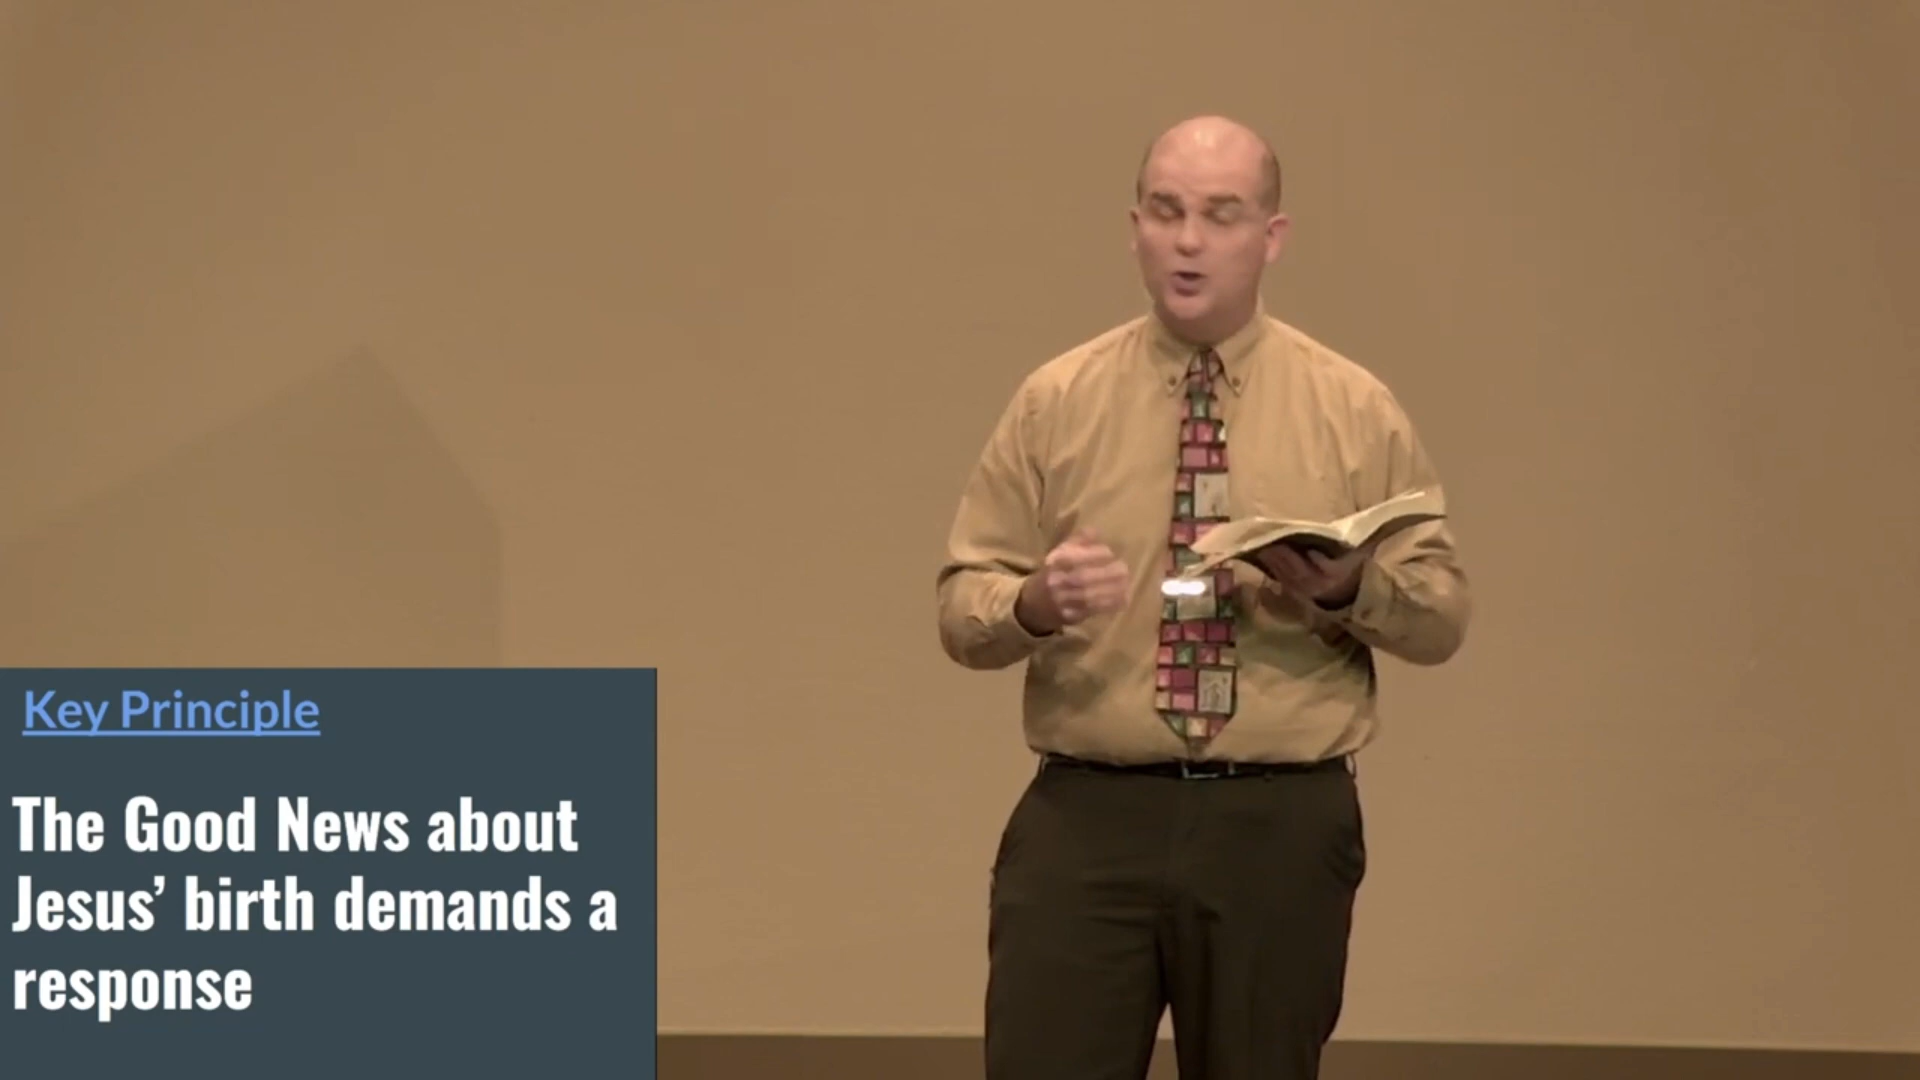 Key Principle
The Good News about
Jesus’ birth demands a
response